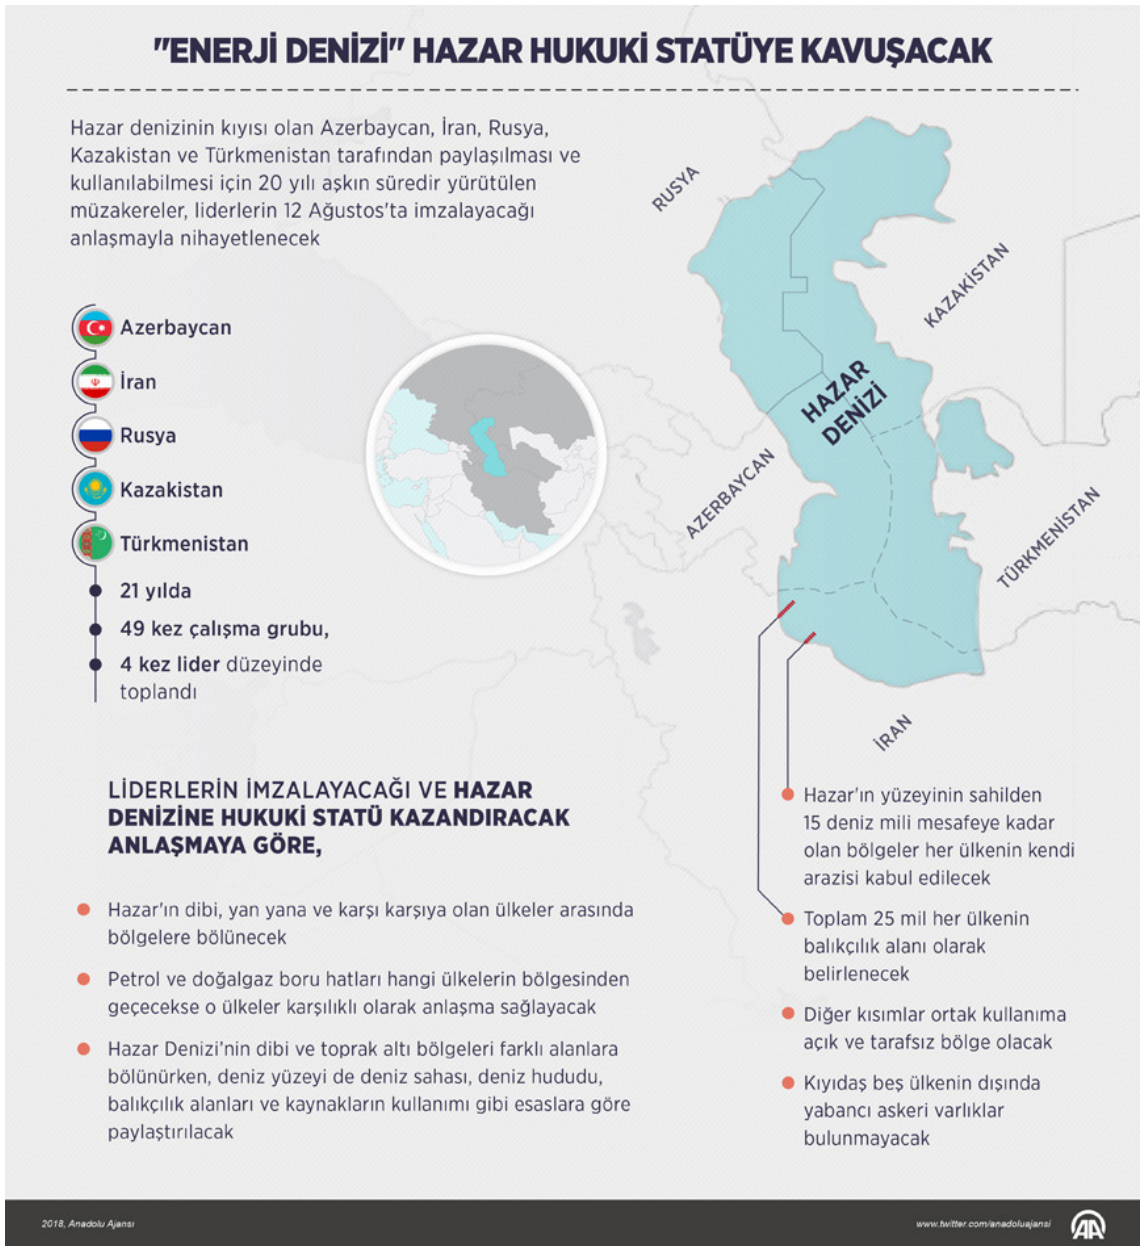 "ENERJİ DENİZİ" HAZAR HUKUKİ STATÜYE KAVUŞACAK
Hazar denizinin kıyısı olan Azerbaycan, İran, Rusya,
Kazakistan ve Türkmenistan tarafından paylaşılması ve
kullanılabilmesi için 20 yılı aşkın süredir yürütülen
müzakereler, liderlerin 12 Ağustos'ta imzalayacağı
anlaşmayla nihayetlenecek
Azerbaycan
İran
Rusya
Kazakistan
Türkmenistan
21 yılda
49 kez çalışma grubu,
4 kez lider düzeyinde
toplandı
RUSYA
KAZAKİSTAN
HAZAR
DENİZİ
AZERBAYCAN
TÜRKMENİSTAN
İRAN
LİDERLERİN İMZALAYACAĞI VE HAZAR
DENİZİNE HUKUKİ STATÜ KAZANDIRACAK
ANLAŞMAYA GÖRE,
Hazar'ın dibi, yan yana ve karşı karşıya olan ülkeler arasında
bölgelere bölünecek
Petrol ve doğalgaz boru hatları hangi ülkelerin bölgesinden
geçecekse o ülkeler karşılıklı olarak anlaşma sağlayacak
Hazar Denizi'nin dibi ve toprak altı bölgeleri farklı alanlara
bölünürken, deniz yüzeyi de deniz sahası, deniz hududu,
balıkçılık alanları ve kaynakların kullanımı gibi esaslara göre
paylaştırılacak
Hazar'ın yüzeyinin sahilden
15 deniz mili mesafeye kadar
olan bölgeler her ülkenin kendi
arazisi kabul edilecek
Toplam 25 mil her ülkenin
balıkçılık alanı olarak
belirlenecek
Diğer kısımlar ortak kullanıma
açık ve tarafsız bölge olacak
Kıyıdaş beş ülkenin dışında
yabancı askeri varlıklar
bulunmayacak
2018, Anadolu Ajansı
www.twitter.com/anadoluajansi
AA